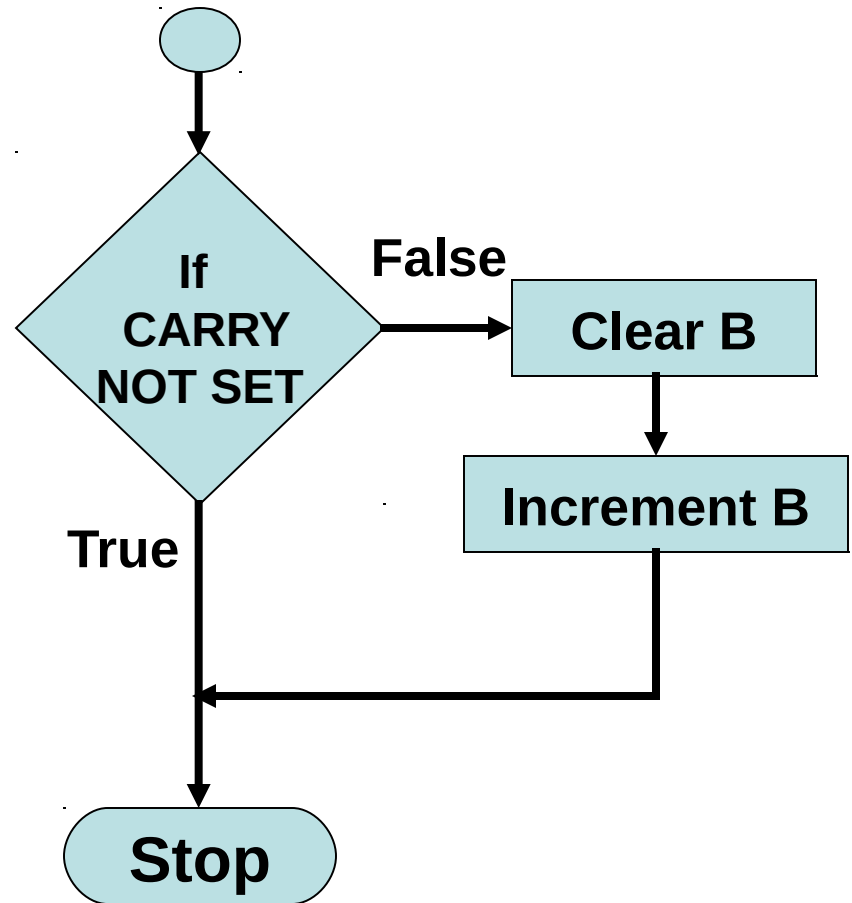 If
CARRY
NOT SET
False
Clear B
Increment B
True
Stop